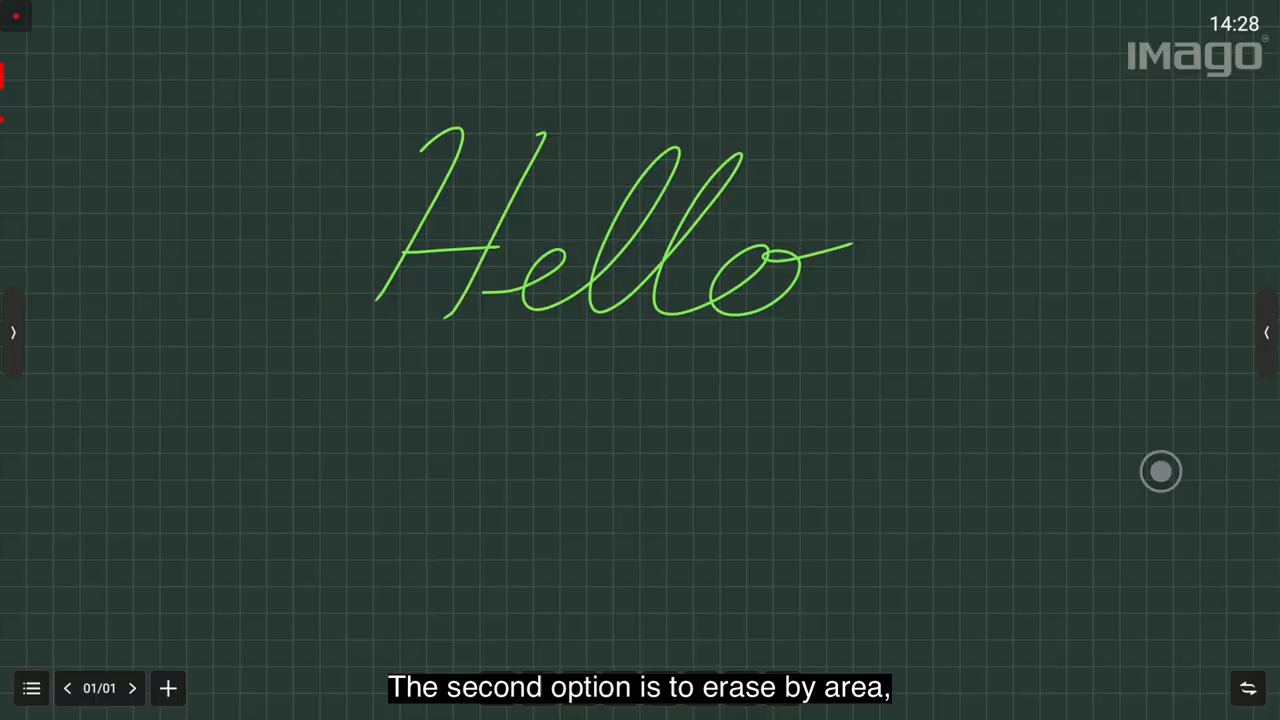 14:28
IMago
Hello
01/01
The second option is to erase by area,